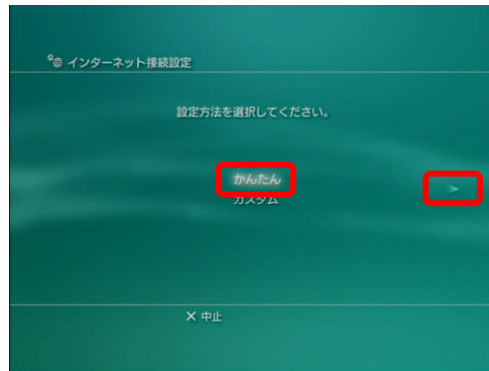 インターネット接続設定
設定方法を選択してください。
かんたん
カスタム
✕ 中止